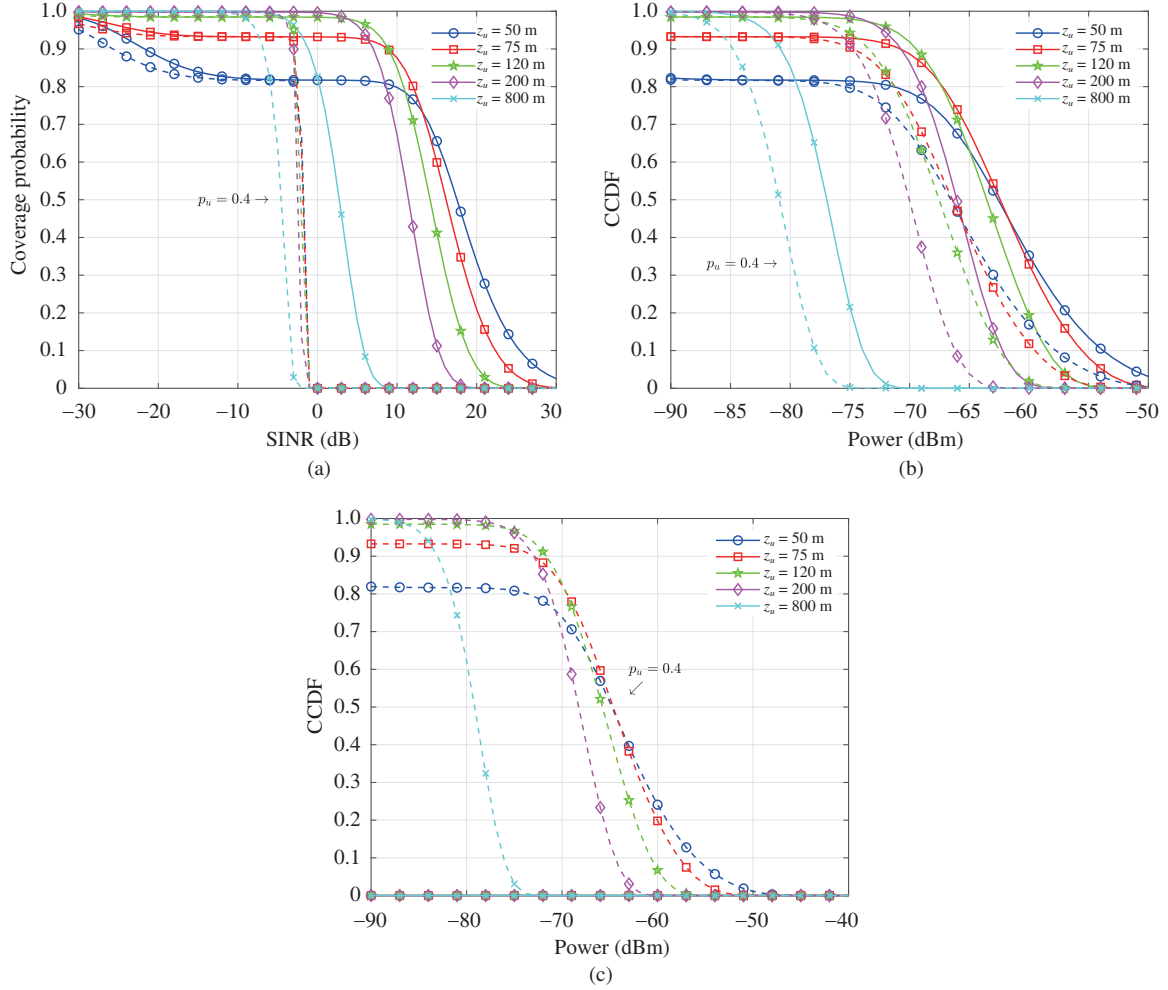 1.0
0.9
0.8
0.7
0.6
0.5
0.4
0.3
0.2
0.1
0
Coverage probability
z_u = 50 m
z_u = 75 m
z_u = 120 m
z_u = 200 m
z_u = 800 m
p_u = 0.4 →
−30 −20 −10 0 10 20 30
SINR (dB)
(a)
1.0
0.9
0.8
0.7
0.6
0.5
0.4
0.3
0.2
0.1
0
CCDF
z_u = 50 m
z_u = 75 m
z_u = 120 m
z_u = 200 m
z_u = 800 m
p_u = 0.4 →
−90 −85 −80 −75 −70 −65 −60 −55 −50
Power (dBm)
(b)
1.0
0.9
0.8
0.7
0.6
0.5
0.4
0.3
0.2
0.1
0
CCDF
z_u = 50 m
z_u = 75 m
z_u = 120 m
z_u = 200 m
z_u = 800 m
p_u = 0.4
↙
−90 −80 −70 −60 −50 −40
Power (dBm)
(c)